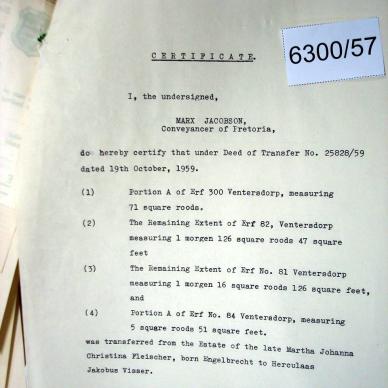 CERTIFICATE.
6300/57
I, the undersigned,
MARX JACOBSON,
Conveyancer of Pretoria,
do hereby certify that under Deed of Transfer No. 25828/59
dated 19th October, 1959.
(1) Portion A of Erf 300 Ventersdorp, measuring
71 square roods.
(2) The Remaining Extent of Erf 82, Ventersdorp
measuring 1 morgen 126 square roods 47 square
feet
(3) The Remaining Extent of Erf No. 81 Ventersdorp
measuring 1 morgen 16 square roods 126 square feet,
and
(4) Portion A of Erf No. 84 Ventersdorp, measuring
5 square roods 51 square feet.
was transferred from the Estate of the late Martha Johanna
Christina Fleischer, born Engelbrecht to Herculaas
Jakobus Visser.